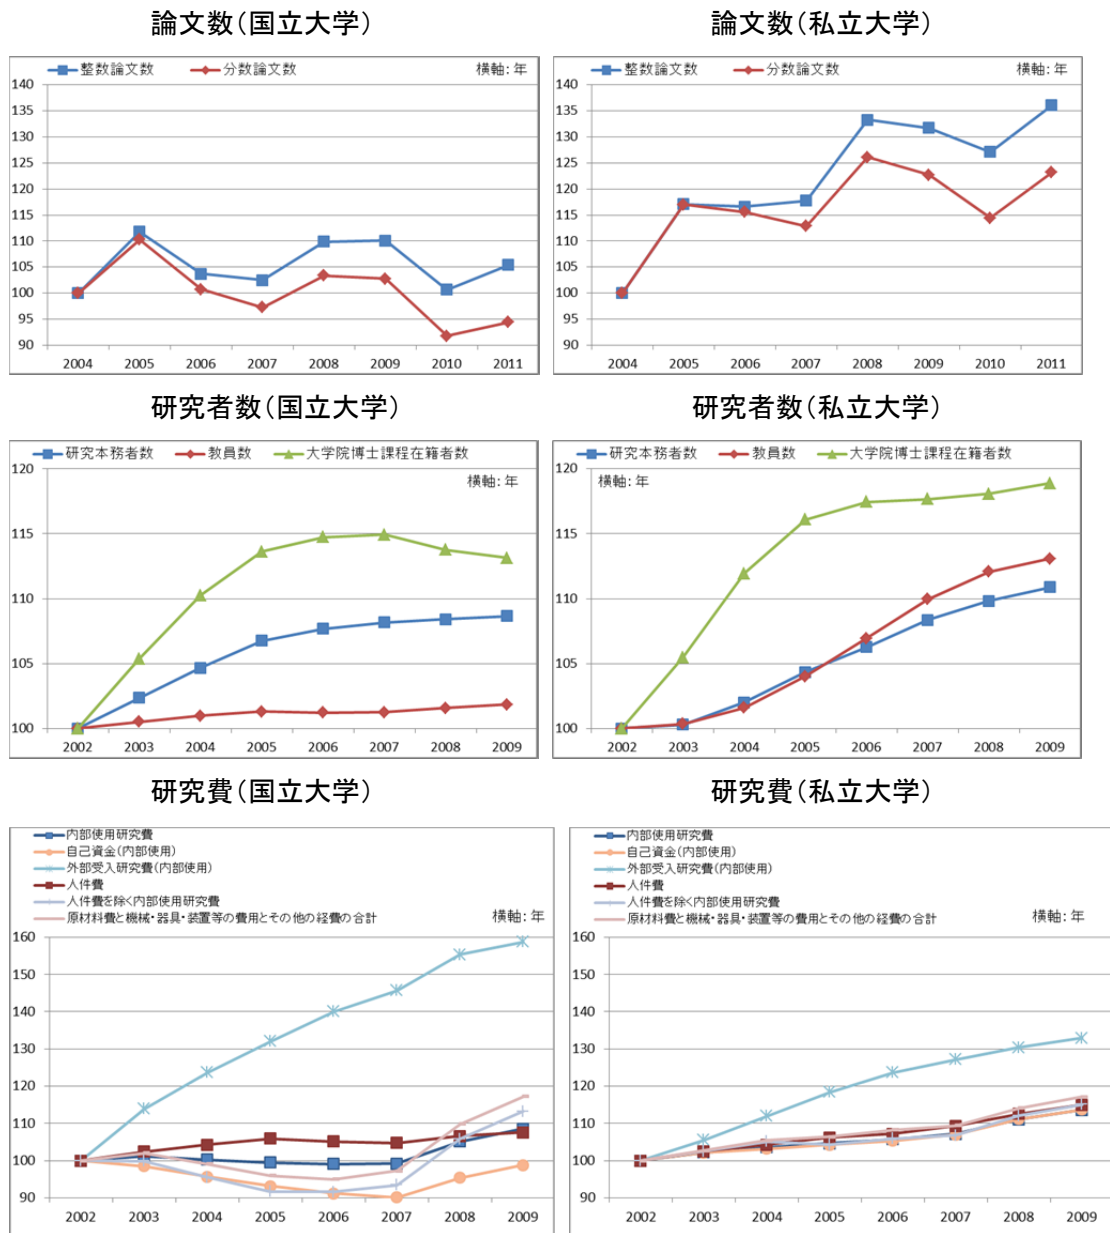 論文数（国立大学）
整数論文数 分数論文数 横軸：年
140
135
130
125
120
115
110
105
100
95
90
2004 2005 2006 2007 2008 2009 2010 2011
論文数（私立大学）
整数論文数 分数論文数 横軸：年
140
135
130
125
120
115
110
105
100
95
90
2004 2005 2006 2007 2008 2009 2010 2011
研究者数（国立大学）
研究本務者数 教員数 大学院博士課程在籍者数
横軸：年
120
115
110
105
100
2002 2003 2004 2005 2006 2007 2008 2009
研究者数（私立大学）
研究本務者数 教員数 大学院博士課程在籍者数
横軸：年
120
115
110
105
100
2002 2003 2004 2005 2006 2007 2008 2009
研究費（国立大学）
内部使用研究費
自己資金（内部使用）
外部受入研究費（内部使用）
人件費
人件費を除く内部使用研究費
原材料費と機械・器具・装置等の費用とその他の経費の合計
横軸：年
160
150
140
130
120
110
100
90
2002 2003 2004 2005 2006 2007 2008 2009
研究費（私立大学）
内部使用研究費
自己資金（内部使用）
外部受入研究費（内部使用）
人件費
人件費を除く内部使用研究費
原材料費と機械・器具・装置等の費用とその他の経費の合計
横軸：年
160
150
140
130
120
110
100
90
2002 2003 2004 2005 2006 2007 2008 2009